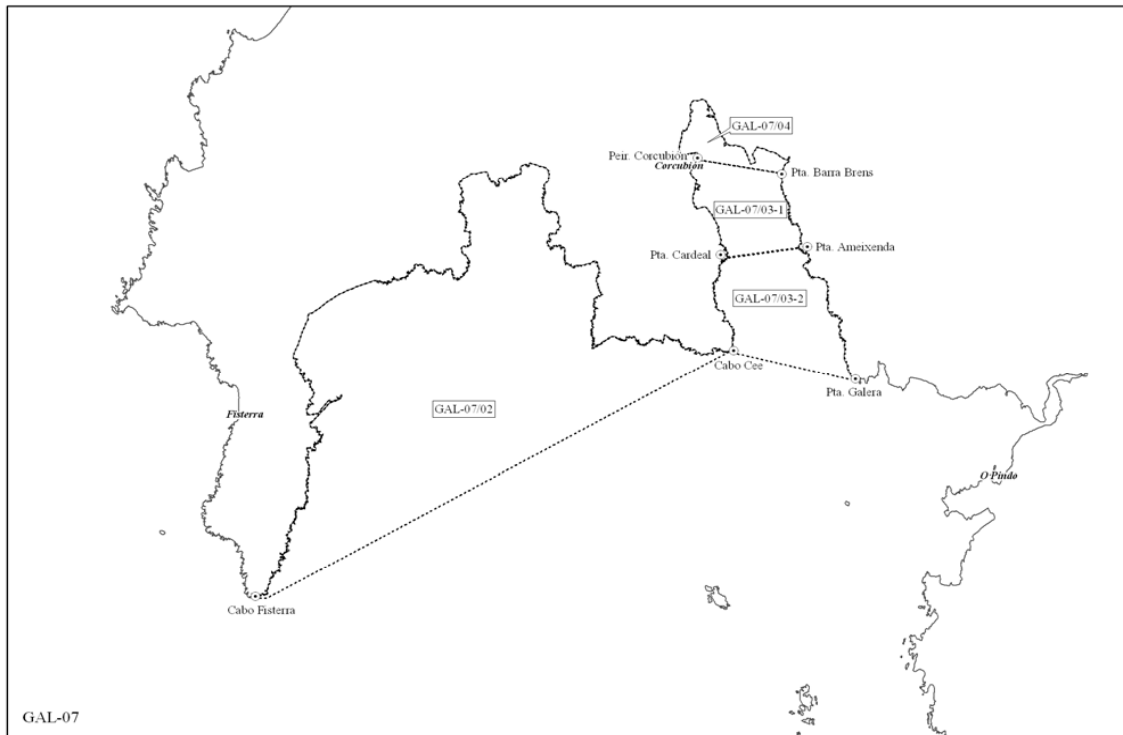 GAL-07/04
Peir. Corcubión
Corcubión
Pta. Barra Brens
GAL-07/03-1
Pta. Cardeal
Pta. Ameixenda
GAL-07/03-2
Cabo Cee
Pta. Galera
GAL-07/02
Fisterra
O Pindo
Cabo Fisterra
GAL-07